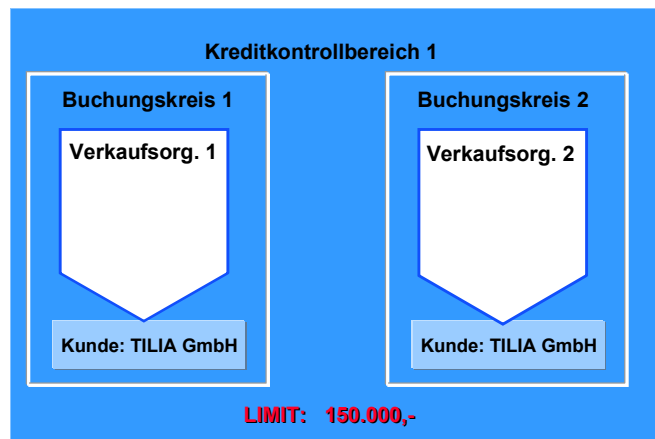 Kreditkontrollbereich 1
Buchungskreis 1
Verkaufsorg. 1
Kunde: TILIA GmbH
Buchungskreis 2
Verkaufsorg. 2
Kunde: TILIA GmbH
LIMIT: 150.000,-